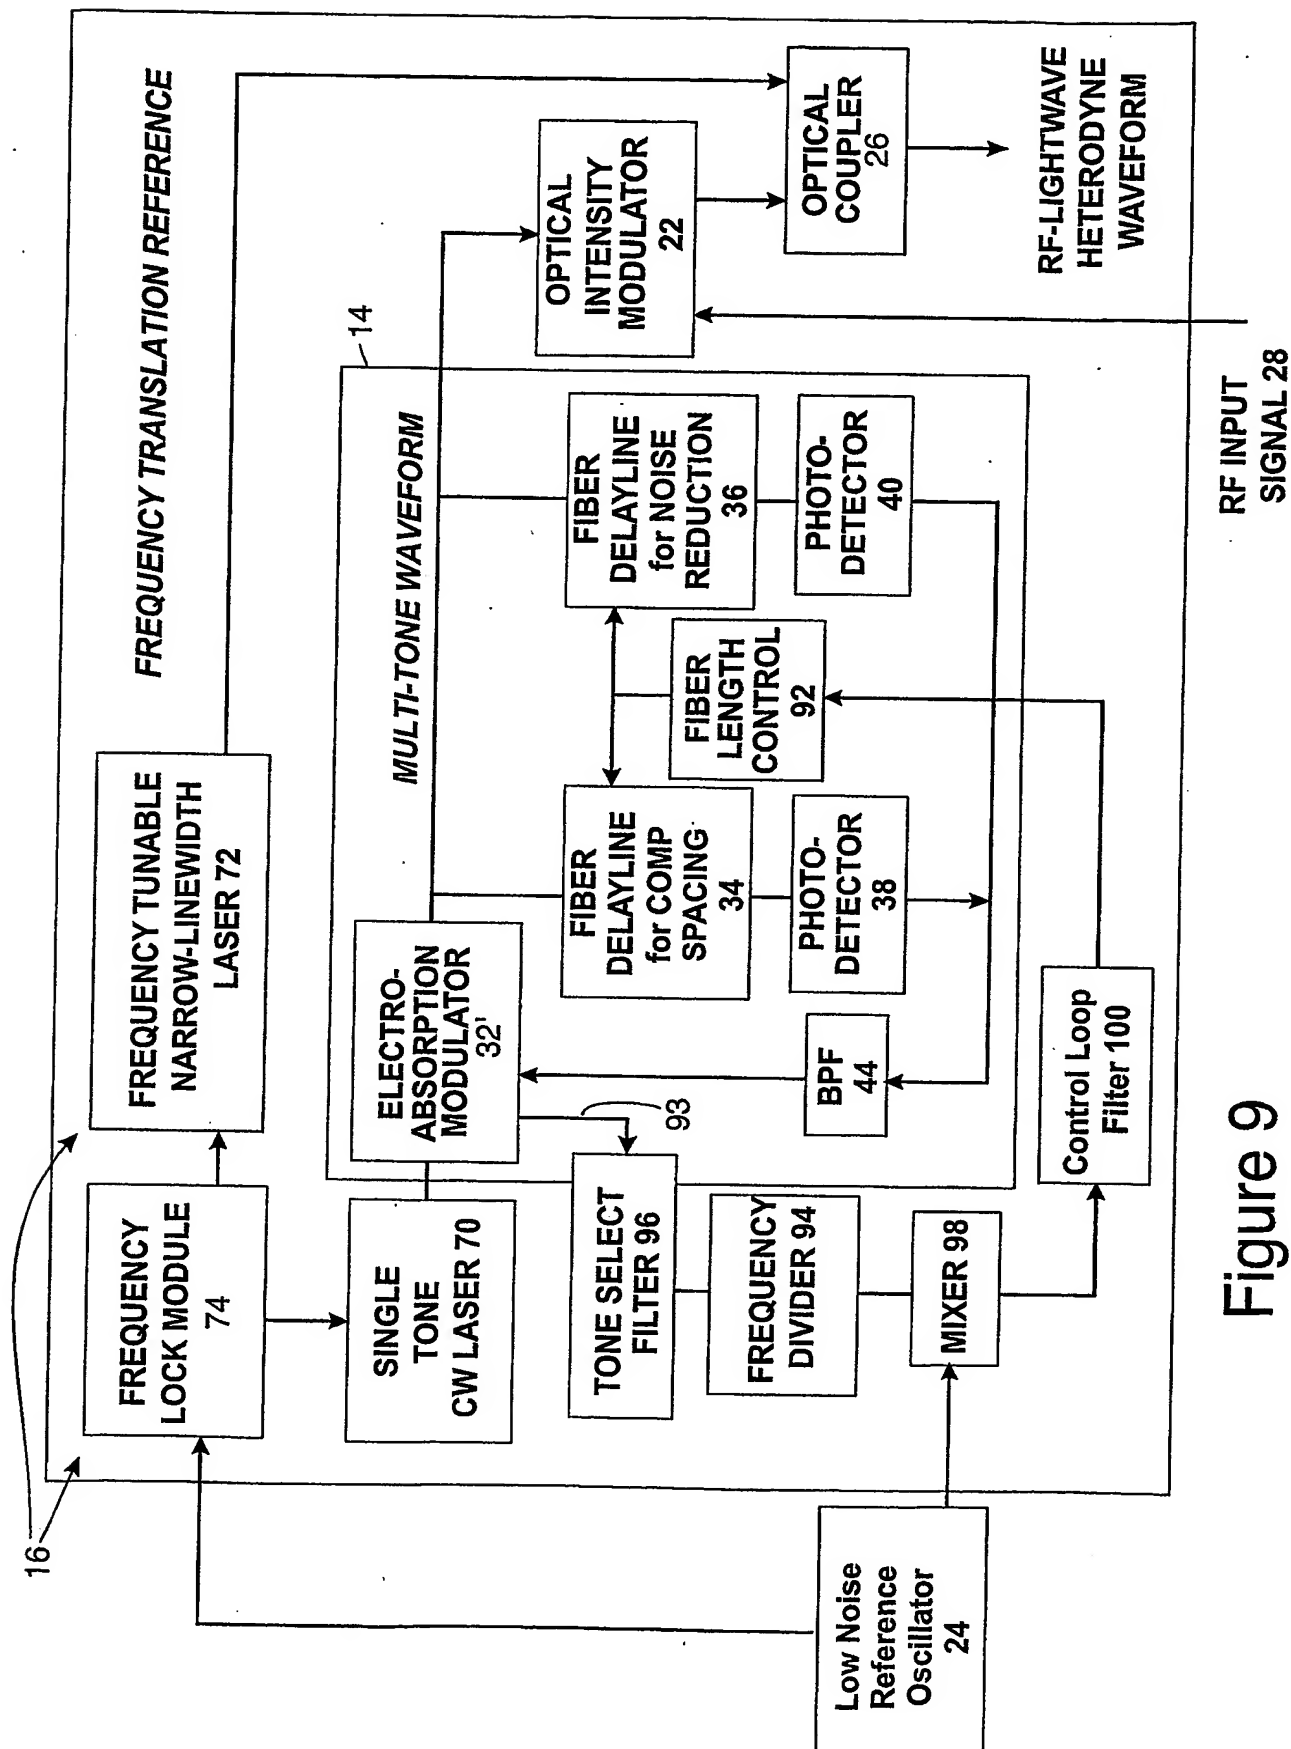 16
FREQUENCY
LOCK MODULE
74
FREQUENCY TUNABLE
NARROW-LINEWIDTH
LASER 72
FREQUENCY TRANSLATION REFERENCE
SINGLE
TONE
CW LASER 70
ELECTRO-
ABSORPTION
MODULATOR
32'
MULTI-TONE WAVEFORM
14
93
TONE SELECT
FILTER 96
FREQUENCY
DIVIDER 94
MIXER 98
BPF
44
FIBER
DELAYLINE
for COMP
SPACING
34
PHOTO-
DETECTOR
38
FIBER
LENGTH
CONTROL
92
FIBER
DELAYLINE
for NOISE
REDUCTION
36
PHOTO-
DETECTOR
40
OPTICAL
INTENSITY
MODULATOR
22
OPTICAL
COUPLER
26
RF-LIGHTWAVE
HETERODYNE
WAVEFORM
RF INPUT
SIGNAL 28
Low Noise
Reference
Oscillator
24
Control Loop
Filter 100
Figure 9